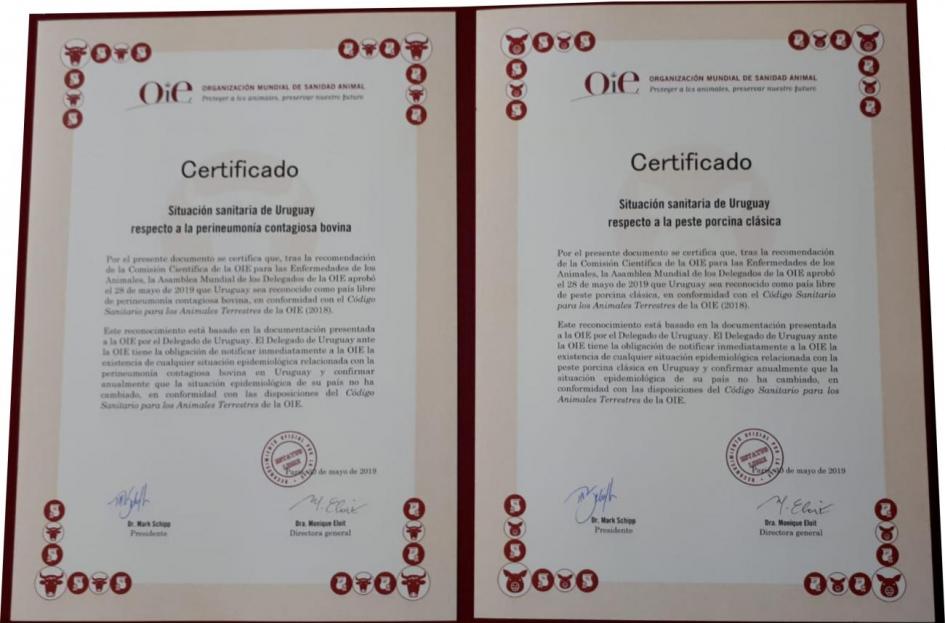 OiE
ORGANIZACIÓN MUNDIAL DE SANIDAD ANIMAL
Proteger a los animales, preservar nuestro futuro
Certificado
Situación sanitaria de Uruguay
respecto a la perineumonía contagiosa bovina
Por el presente documento se certifica que, tras la recomendación
de la Comisión Científica de la OIE para las Enfermedades de los
Animales, la Asamblea Mundial de los Delegados de la OIE aprobó
el 28 de mayo de 2019 que Uruguay sea reconocido como país libre
de perineumonía contagiosa bovina, en conformidad con el Código
Sanitario para los Animales Terrestres de la OIE (2018).
Este reconocimiento está basado en la documentación presentada
a la OIE por el Delegado de Uruguay. El Delegado de Uruguay ante
la OIE tiene la obligación de notificar inmediatamente a la OIE la
existencia de cualquier situación epidemiológica relacionada con la
perineumonía contagiosa bovina en Uruguay y confirmar
anualmente que la situación epidemiológica de su país no ha
cambiado, en conformidad con las disposiciones del Código
Sanitario para los Animales Terrestres de la OIE.
RECONOCIMIENTO OFICIAL POR LA
ESTATUS
LIBRE
de mayo de 2019
Dr. Mark Schipp
Presidente
M. Eloit
Dra. Monique Eloit
Directora general
OiE
ORGANIZACIÓN MUNDIAL DE SANIDAD ANIMAL
Proteger a los animales, preservar nuestro futuro
Certificado
Situación sanitaria de Uruguay
respecto a la peste porcina clásica
Por el presente documento se certifica que, tras la recomendación
de la Comisión Científica de la OIE para las Enfermedades de los
Animales, la Asamblea Mundial de los Delegados de la OIE aprobó
el 28 de mayo de 2019 que Uruguay sea reconocido como país libre
de peste porcina clásica, en conformidad con el Código Sanitario
para los Animales Terrestres de la OIE (2018).
Este reconocimiento está basado en la documentación presentada
a la OIE por el Delegado de Uruguay. El Delegado de Uruguay ante
la OIE tiene la obligación de notificar inmediatamente a la OIE la
existencia de cualquier situación epidemiológica relacionada con la
peste porcina clásica en Uruguay y confirmar anualmente que la
situación epidemiológica de su país no ha cambiado, en
conformidad con las disposiciones del Código Sanitario para los
Animales Terrestres de la OIE.
RECONOCIMIENTO OFICIAL POR LA
ESTATUS
LIBRE
de mayo de 2019
Dr. Mark Schipp
Presidente
M. Eloit
Dra. Monique Eloit
Directora general